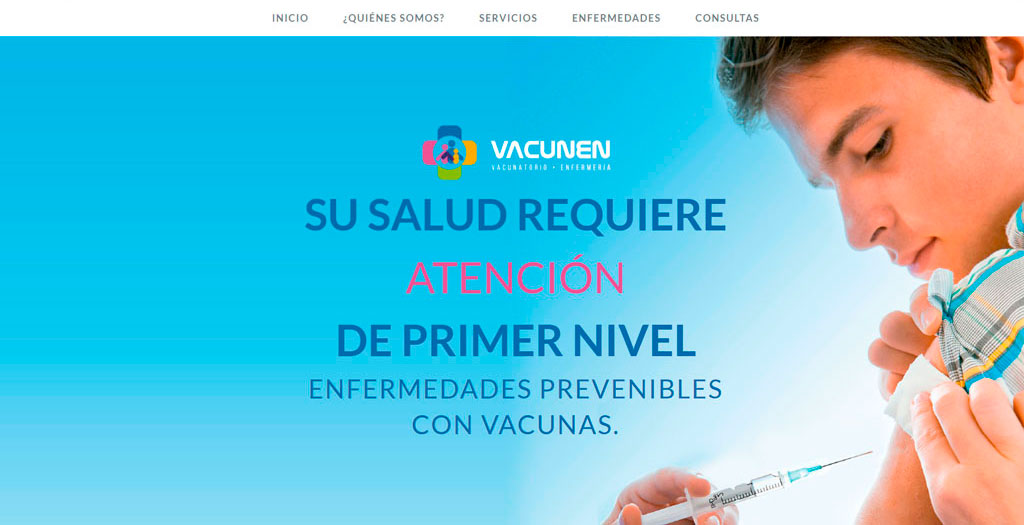 INICIO ¿QUIÉNES SOMOS? SERVICIOS ENFERMEDADES CONSULTAS
VACUNEN
VACUNATORIO - ENFERMERÍA
SU SALUD REQUIERE
ATENCIÓN
DE PRIMER NIVEL
ENFERMEDADES PREVENIBLES
CON VACUNAS.